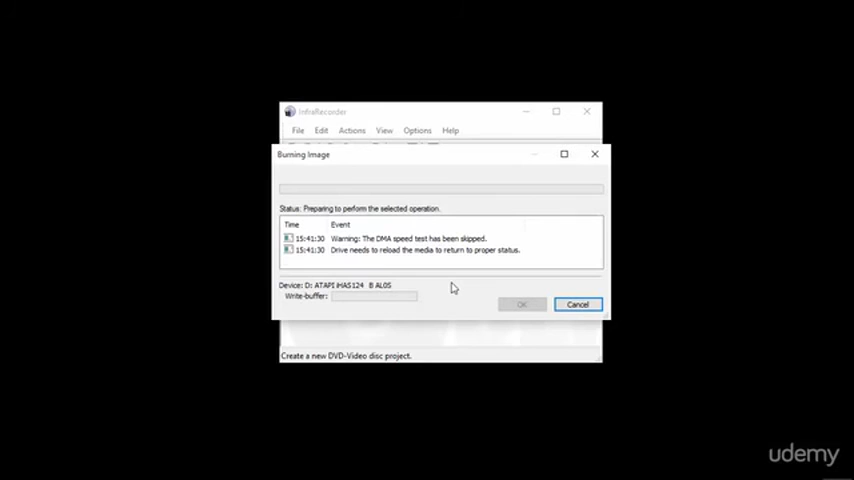 InfraRecorder
File Edit Actions View Options Help
Burning Image
Status: Preparing to perform the selected operation.
Time Event
15:41:30 Warning: The DMA speed test has been skipped.
15:41:30 Drive needs to reload the media to return to proper status.
Device: D: ATAPI iHAS124 B AL0S
Write-buffer:
OK Cancel
Create a new DVD-Video disc project.
udemy